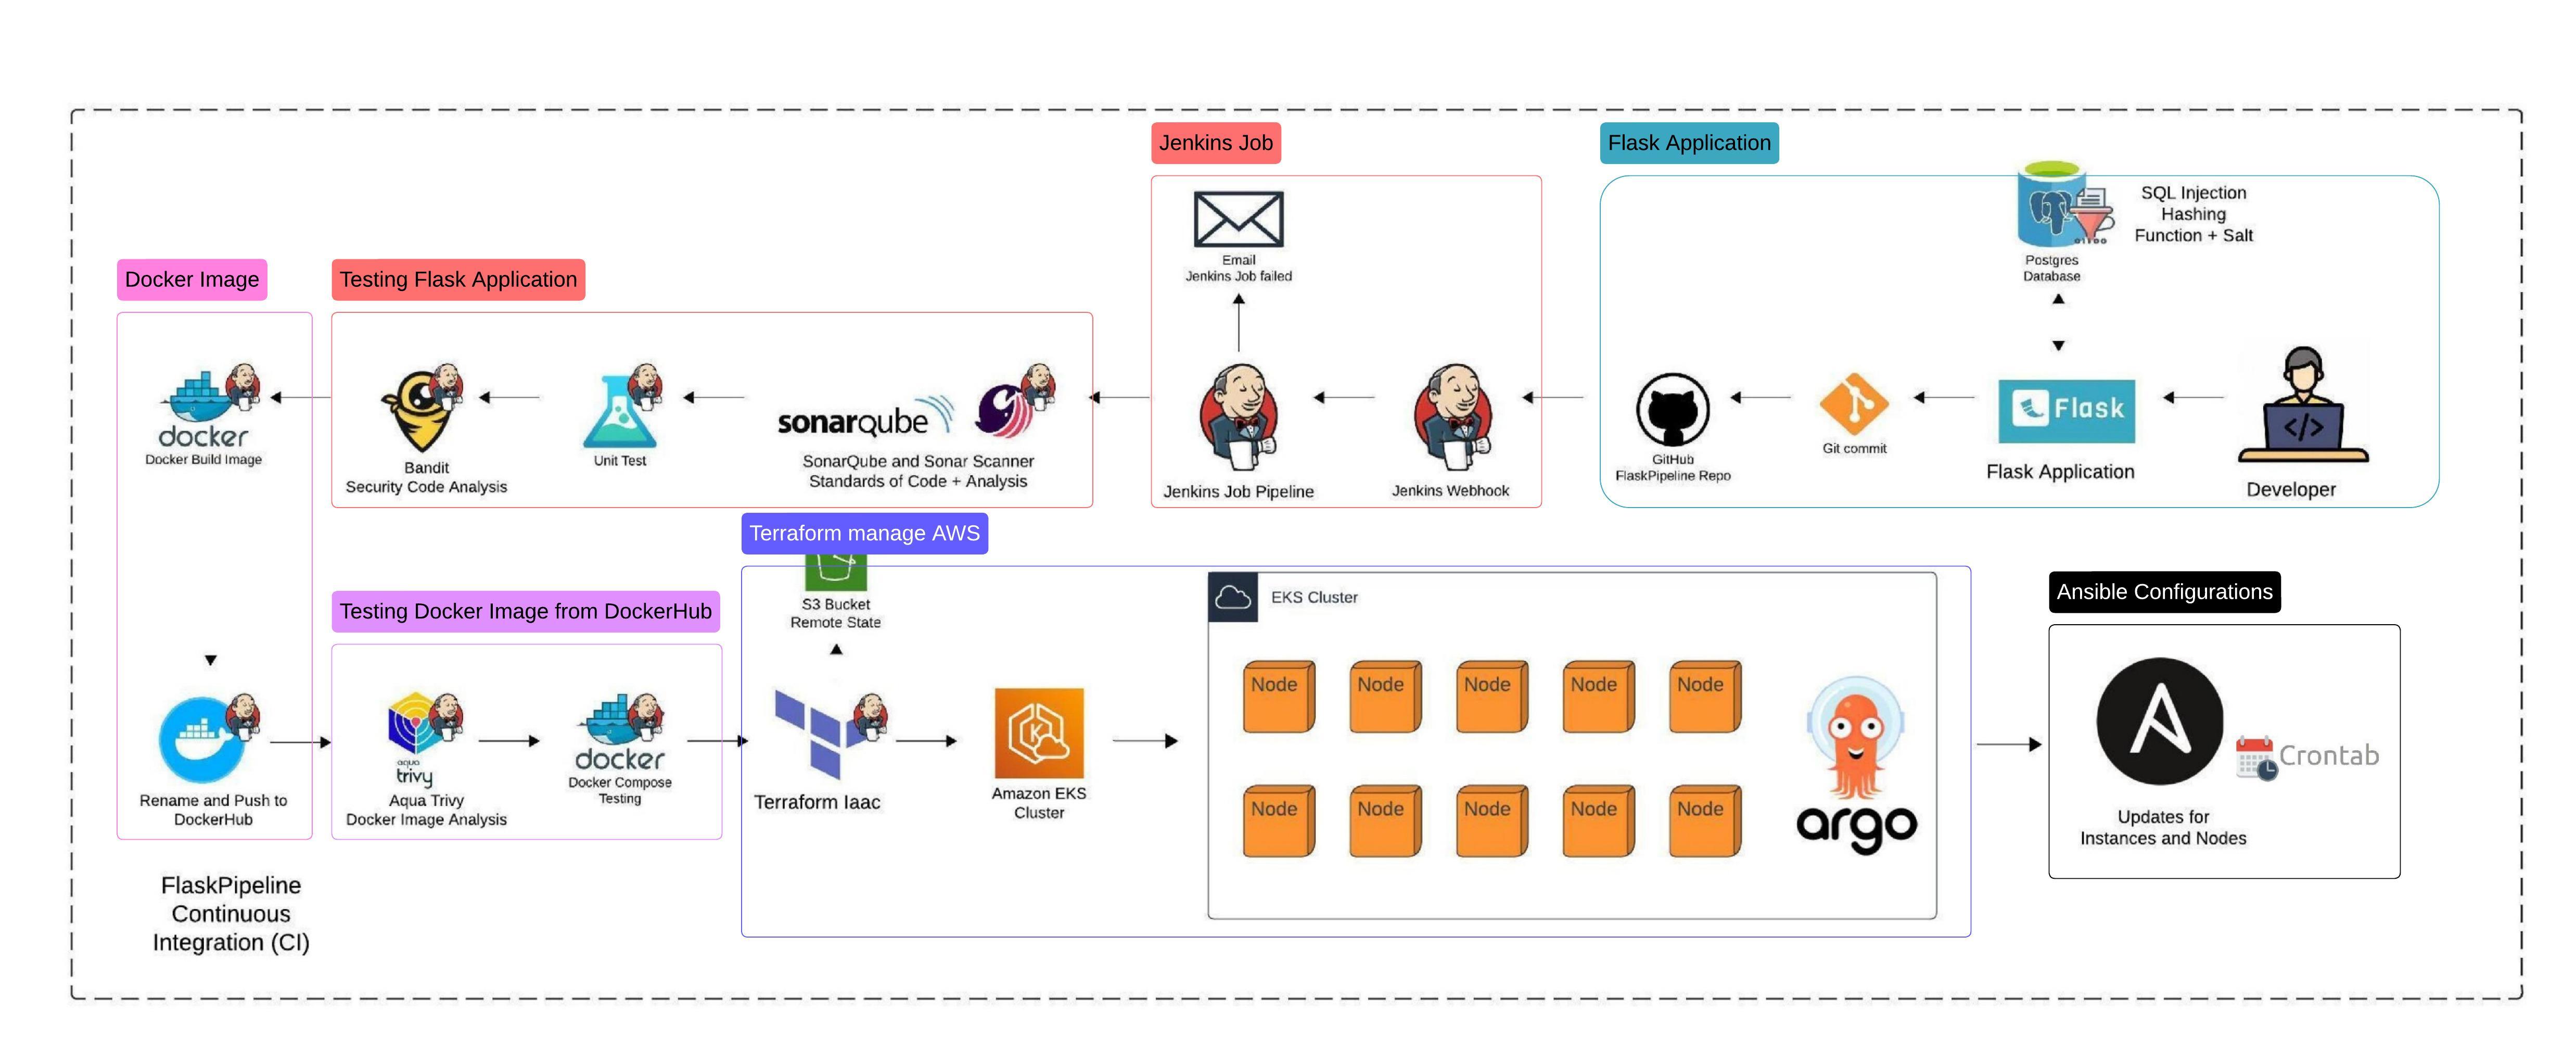 Jenkins Job
Flask Application
SQL Injection
Hashing
Function + Salt
Email
Jenkins Job failed
Postgres
Database
Docker Image
Testing Flask Application
docker
Docker Build Image
Bandit
Security Code Analysis
Unit Test
sonarqube
SonarQube and Sonar Scanner
Standards of Code + Analysis
Jenkins Job Pipeline
Jenkins Webhook
GitHub
FlaskPipeline Repo
Git commit
Flask
Flask Application
</>
Developer
Terraform manage AWS
S3 Bucket
Remote State
EKS Cluster
Ansible Configurations
Testing Docker Image from DockerHub
Rename and Push to
DockerHub
aqua
trivy
Aqua Trivy
Docker Image Analysis
docker
Docker Compose
Testing
Terraform Iaac
K
Amazon EKS
Cluster
Node Node Node Node Node
Node Node Node Node Node
argo
A
Crontab
Updates for
Instances and Nodes
FlaskPipeline
Continuous
Integration (CI)